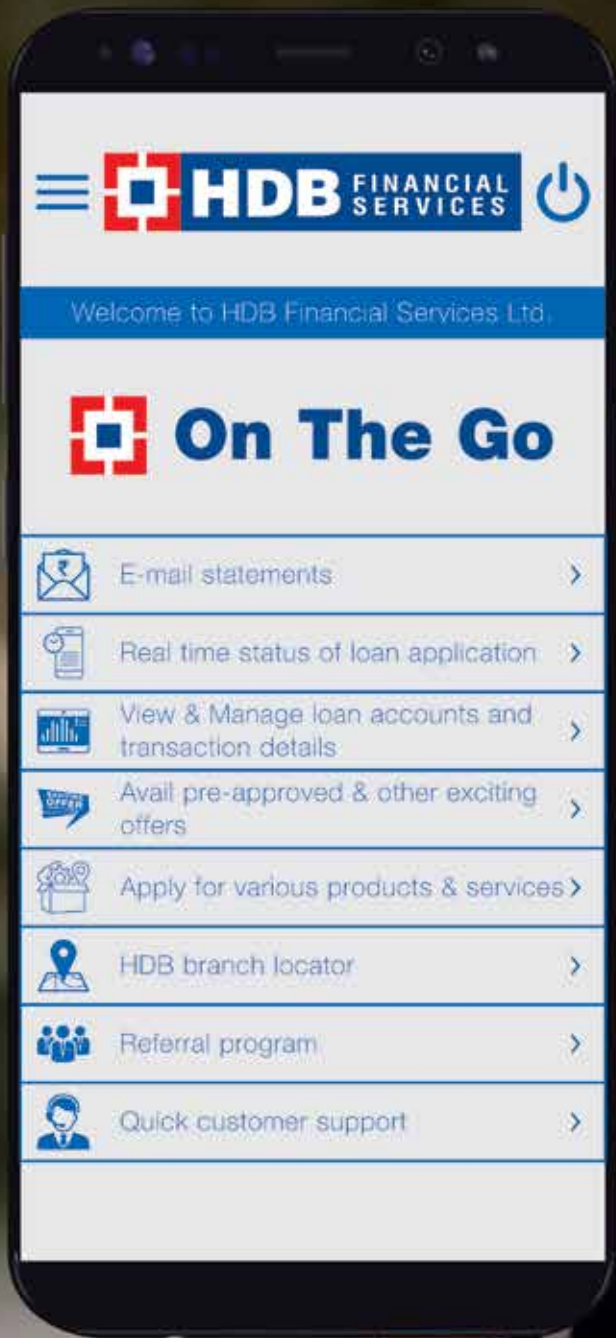 HDB FINANCIAL
SERVICES
Welcome to HDB Financial Services Ltd.
On The Go
₹
E-mail statements
Real time status of loan application
View & Manage loan accounts and
transaction details
OFFER
Avail pre-approved & other exciting
offers
Apply for various products & services
HDB branch locator
Referral program
Quick customer support